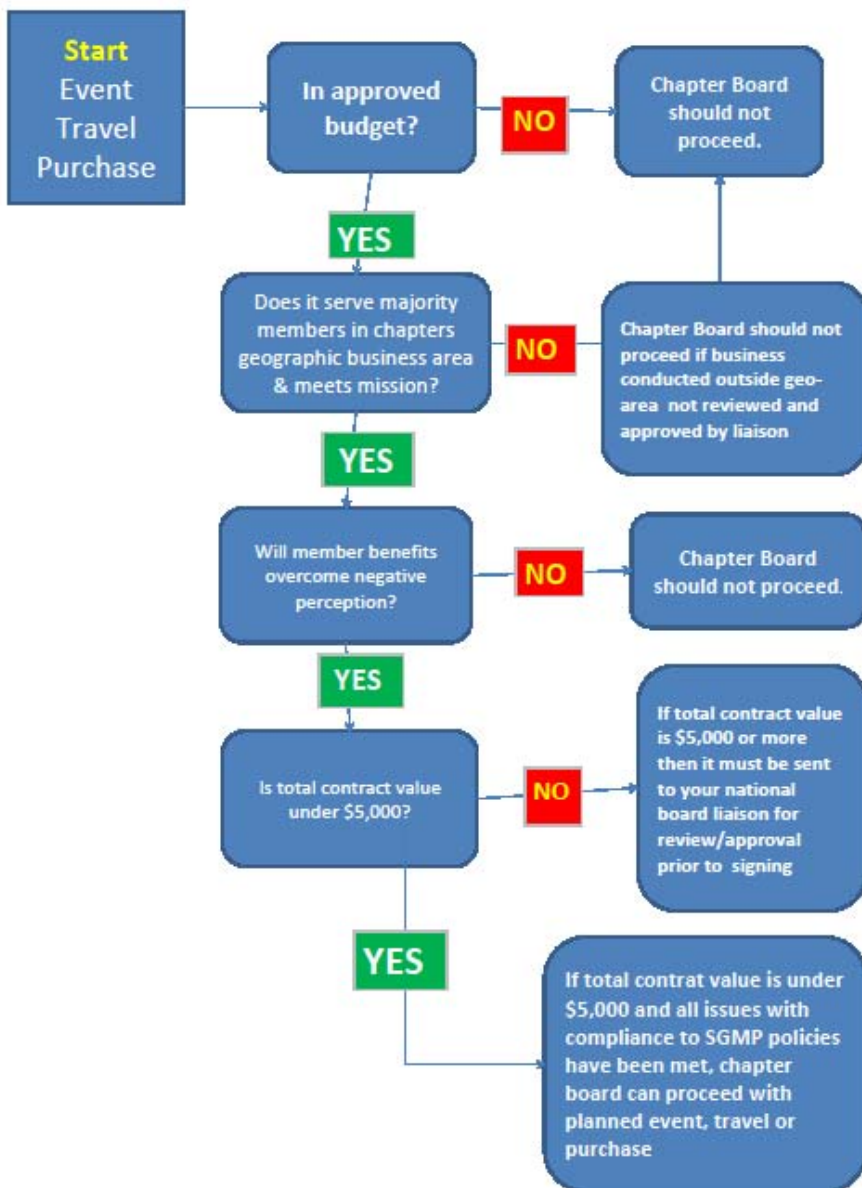 Start
Event
Travel
Purchase
In approved
budget?
NO
Chapter Board
should not
proceed.
YES
Does it serve majority
members in chapters
geographic business area
& meets mission?
NO
Chapter Board should not
proceed if business
conducted outside geo-
area not reviewed and
approved by liaison
YES
Will member benefits
overcome negative
perception?
NO
Chapter Board
should not proceed.
YES
Is total contract value
under $5,000?
NO
If total contract value
is $5,000 or more
then it must be sent
to your national
board liaison for
review/approval
prior to signing
YES
If total contrat value is under
$5,000 and all issues with
compliance to SGMP policies
have been met, chapter
board can proceed with
planned event, travel or
purchase